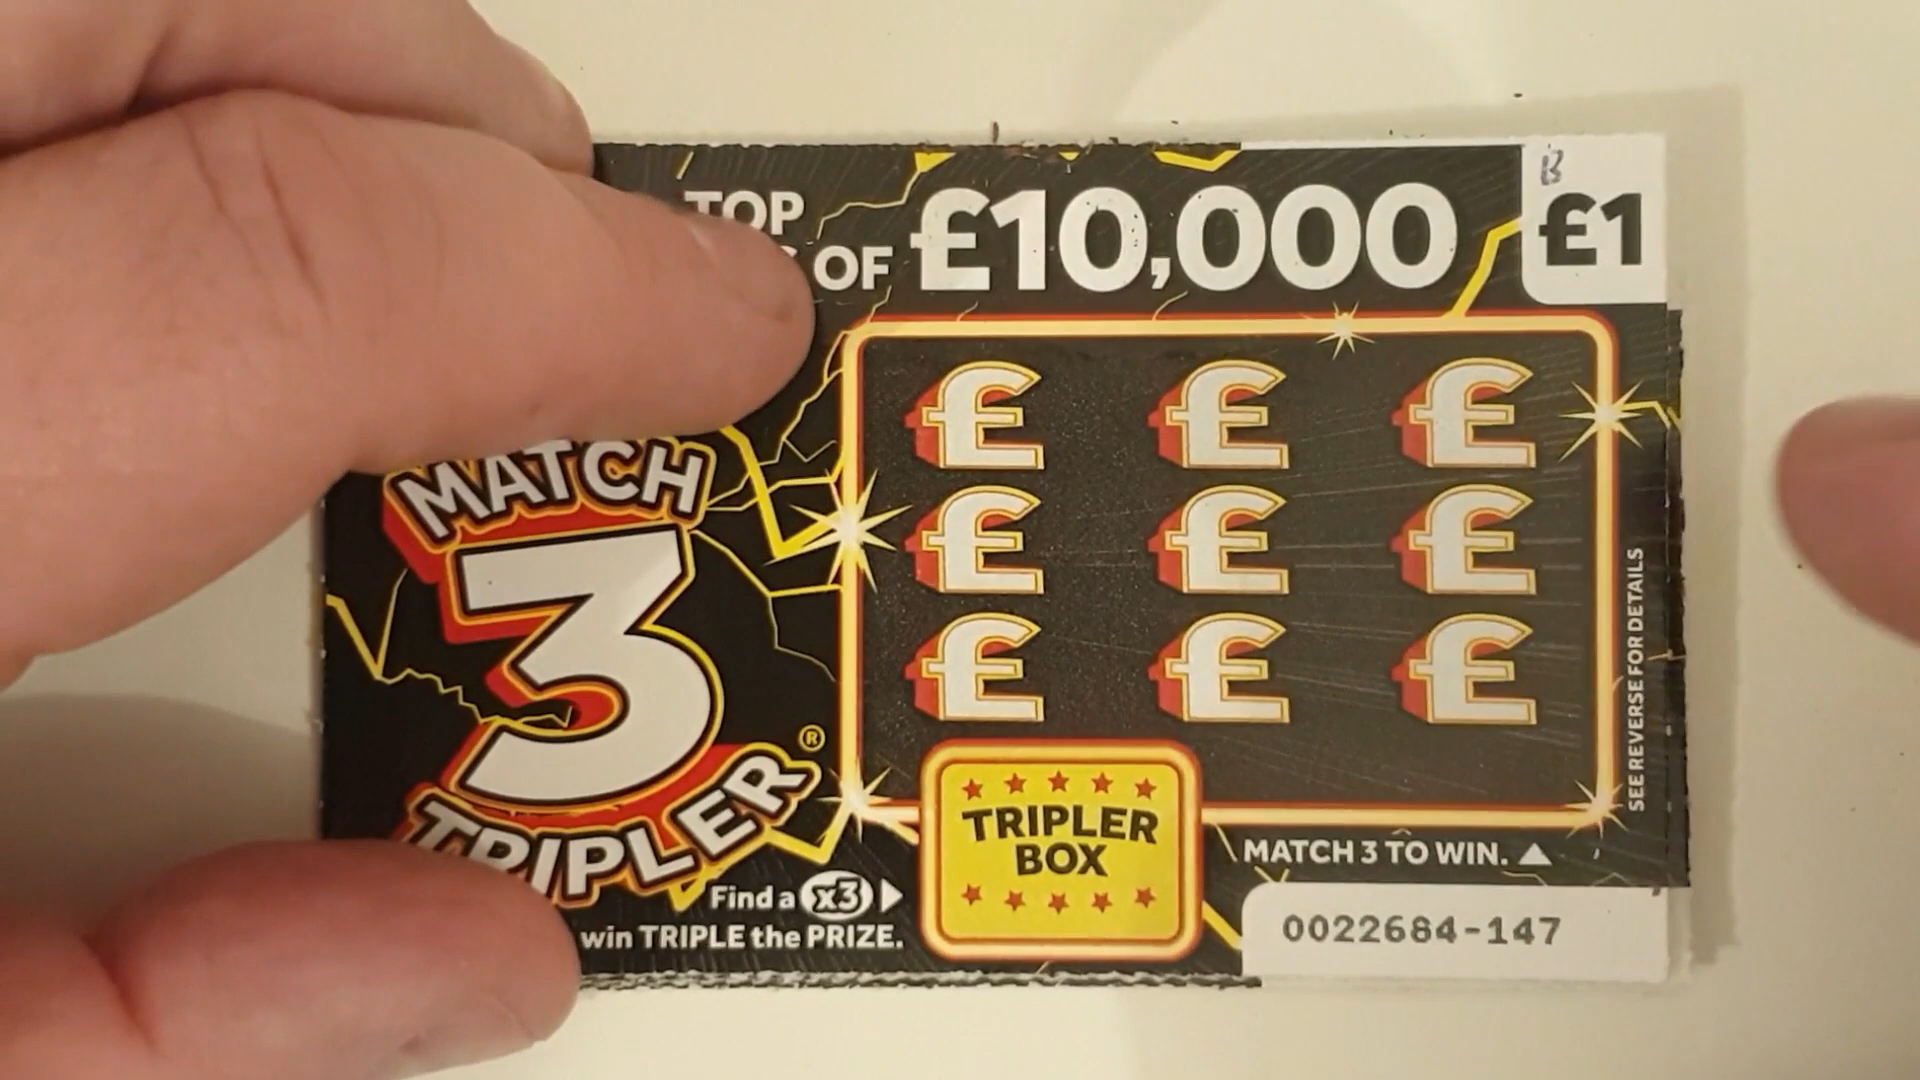 TOP
OF £10,000
B
£1
£ £ £
£ £ £
£ £ £
MATCH
3
TRIPLER®
TRIPLER
BOX
Find a x3
win TRIPLE the PRIZE.
MATCH 3 TO WIN.
0022684-147
SEE REVERSE FOR DETAILS